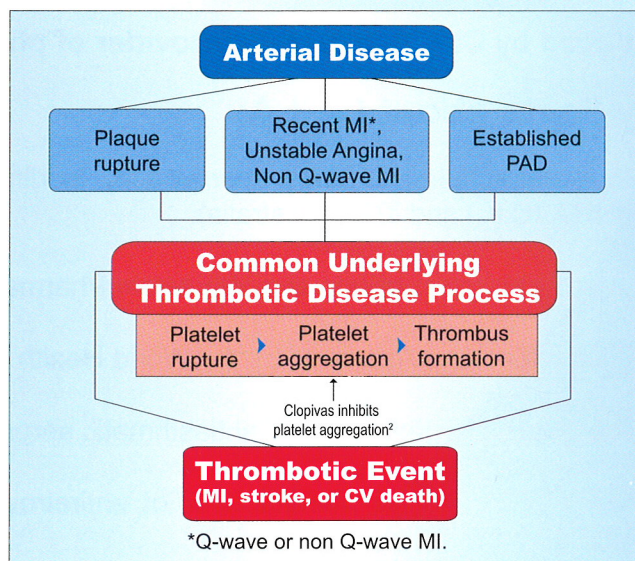 Arterial Disease
Plaque
rupture
Recent MI*,
Unstable Angina,
Non Q-wave MI
Established
PAD
Common Underlying
Thrombotic Disease Process
Platelet
rupture
Platelet
aggregation
Thrombus
formation
Clopivas inhibits
platelet aggregation²
Thrombotic Event
(MI, stroke, or CV death)
*Q-wave or non Q-wave MI.